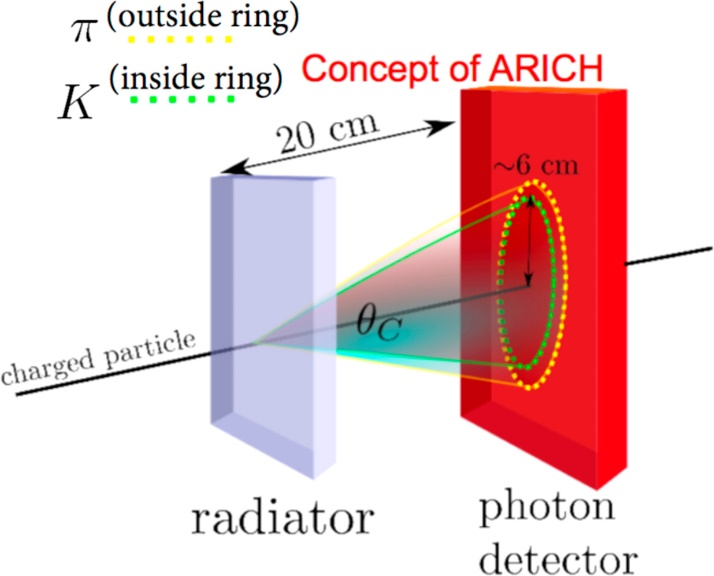 π (outside ring)
K (inside ring)
Concept of ARICH
20 cm
~6 cm
θC
charged particle
radiator
photon
detector